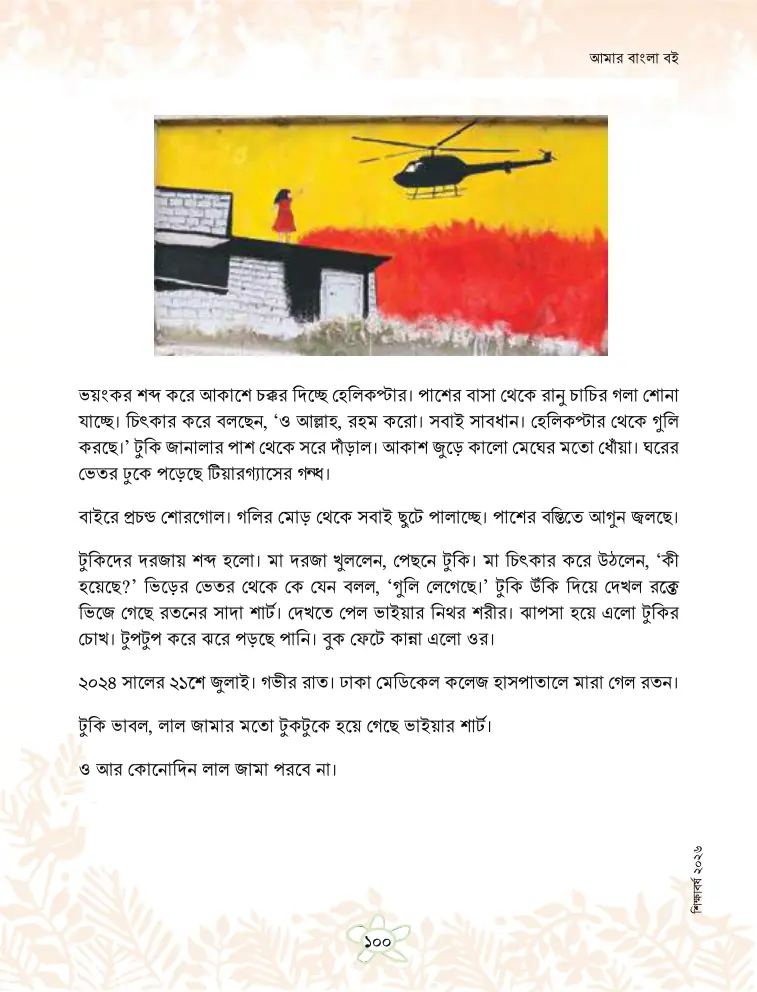 আমার বাংলা বই
ভয়ংকর শব্দ করে আকাশে চক্কর দিচ্ছে হেলিকপ্টার। পাশের বাসা থেকে রানু চাচির গলা শোনা
যাচ্ছে। চিৎকার করে বলছেন, ‘ও আল্লাহ, রহম করো। সবাই সাবধান। হেলিকপ্টার থেকে গুলি
করছে।’ টুকি জানালার পাশ থেকে সরে দাঁড়াল। আকাশ জুড়ে কালো মেঘের মতো ধোঁয়া। ঘরের
ভেতর ঢুকে পড়েছে টিয়ারগ্যাসের গন্ধ।
বাইরে প্রচন্ড শোরগোল। গলির মোড় থেকে সবাই ছুটে পালাচ্ছে। পাশের বস্তিতে আগুন জ্বলছে।
টুকিদের দরজায় শব্দ হলো। মা দরজা খুললেন, পেছনে টুকি। মা চিৎকার করে উঠলেন, ‘কী
হয়েছে?’ ভিড়ের ভেতর থেকে কে যেন বলল, ‘গুলি লেগেছে।’ টুকি উঁকি দিয়ে দেখল রক্তে
ভিজে গেছে রতনের সাদা শার্ট। দেখতে পেল ভাইয়ার নিথর শরীর। ঝাপসা হয়ে এলো টুকির
চোখ। টুপটুপ করে ঝরে পড়ছে পানি। বুক ফেটে কান্না এলো ওর।
২০২৪ সালের ২১শে জুলাই। গভীর রাত। ঢাকা মেডিকেল কলেজ হাসপাতালে মারা গেল রতন।
টুকি ভাবল, লাল জামার মতো টুকটুকে হয়ে গেছে ভাইয়ার শার্ট।
ও আর কোনোদিন লাল জামা পরবে না।
শিক্ষাবর্ষ ২০২৬
১০০